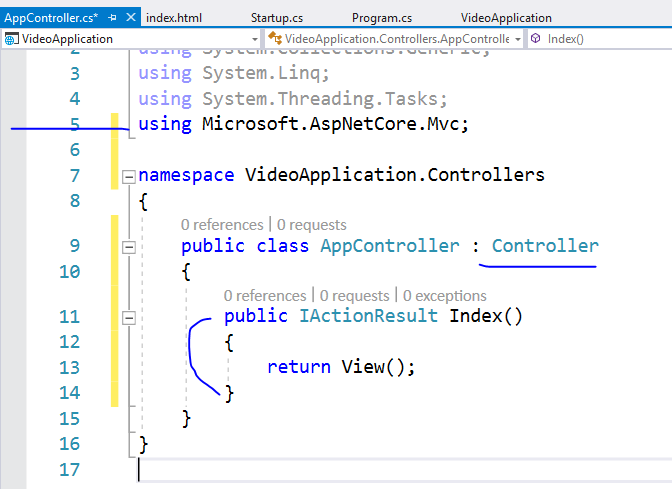 AppController.cs* index.html Startup.cs Program.cs VideoApplication
VideoApplication VideoApplication.Controllers.AppControlle Index()
2 using System.Collections.Generic;
3 using System.Linq;
4 using System.Threading.Tasks;
5 using Microsoft.AspNetCore.Mvc;
6
7 namespace VideoApplication.Controllers
8 {
0 references | 0 requests
9 public class AppController : Controller
10 {
0 references | 0 requests | 0 exceptions
11 public IActionResult Index()
12 {
13 return View();
14 }
15 }
16 }
17